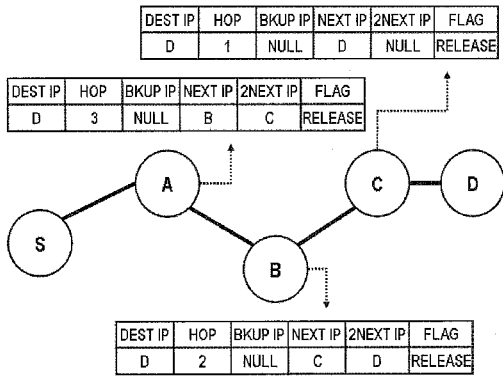 DEST IP HOP BKUP IP NEXT IP 2NEXT IP FLAG
D 1 NULL D NULL RELEASE
DEST IP HOP BKUP IP NEXT IP 2NEXT IP FLAG
D 3 NULL B C RELEASE
A
C
D
S
B
DEST IP HOP BKUP IP NEXT IP 2NEXT IP FLAG
D 2 NULL C D RELEASE